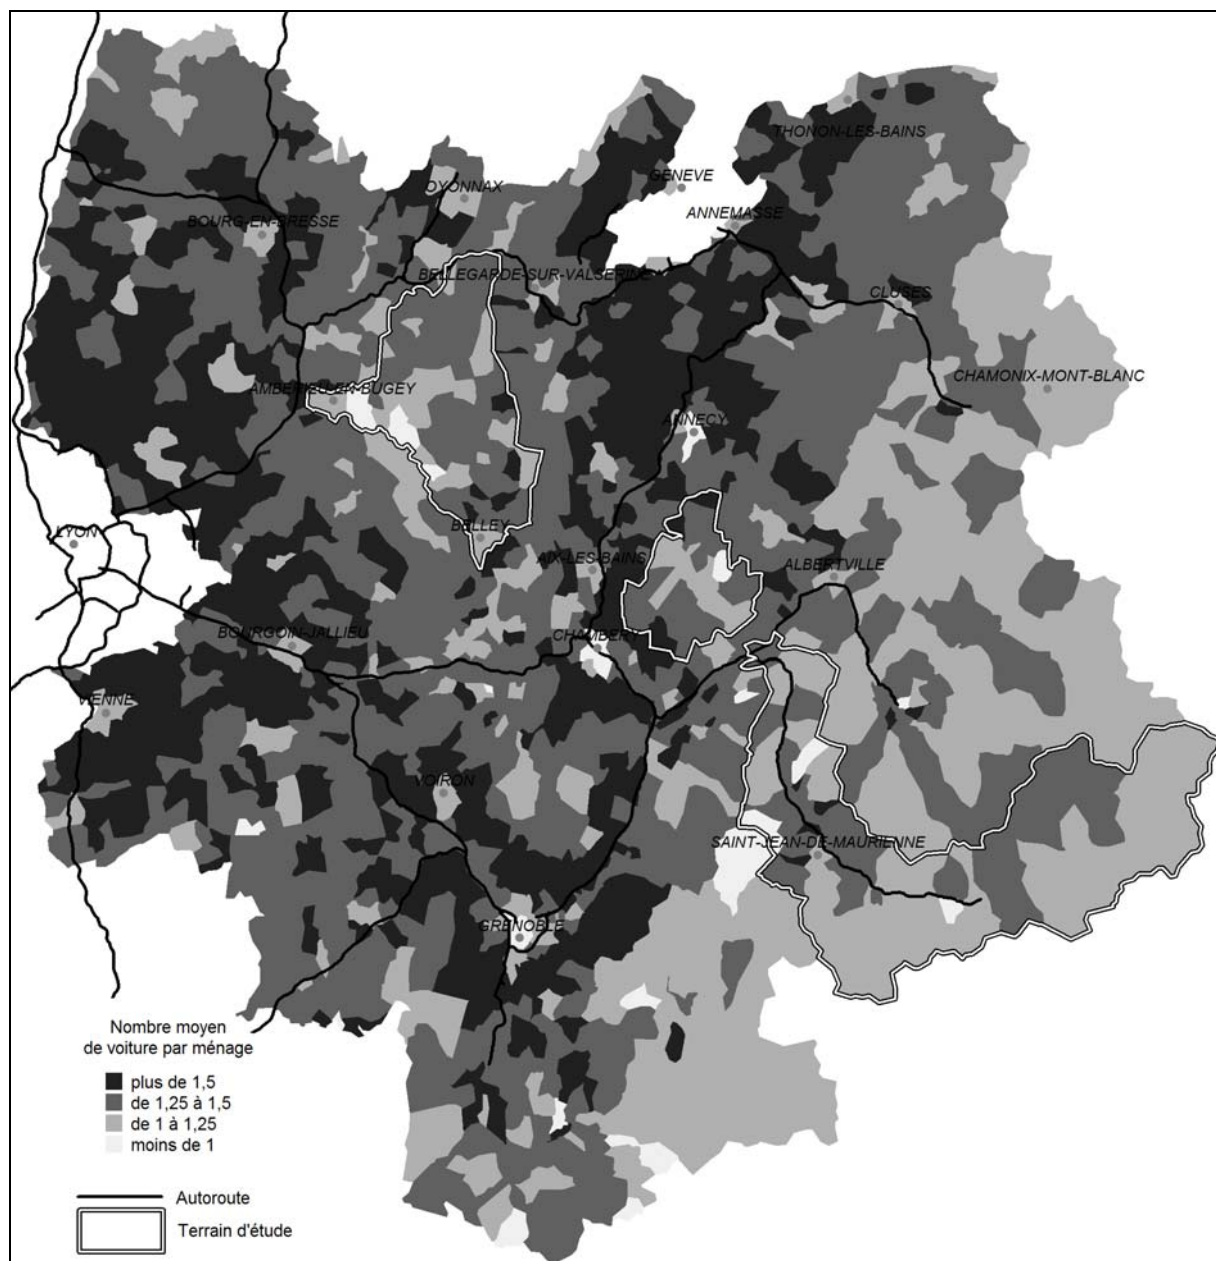 THONON-LES-BAINS
GENEVE
OYONNAX
ANNEMASSE
BOURG-EN-BRESSE
BELLEGARDE-SUR-VALSERINE
CLUSES
CHAMONIX-MONT-BLANC
AMBERIEU-EN-BUGEY
ANNECY
BELLEY
LYON
AIX-LES-BAINS
ALBERTVILLE
BOURGOIN-JALLIEU
CHAMBERY
VIENNE
VOIRON
SAINT-JEAN-DE-MAURIENNE
GRENOBLE
Nombre moyen
de voiture par ménage
plus de 1,5
de 1,25 à 1,5
de 1 à 1,25
moins de 1
Autoroute
Terrain d'étude